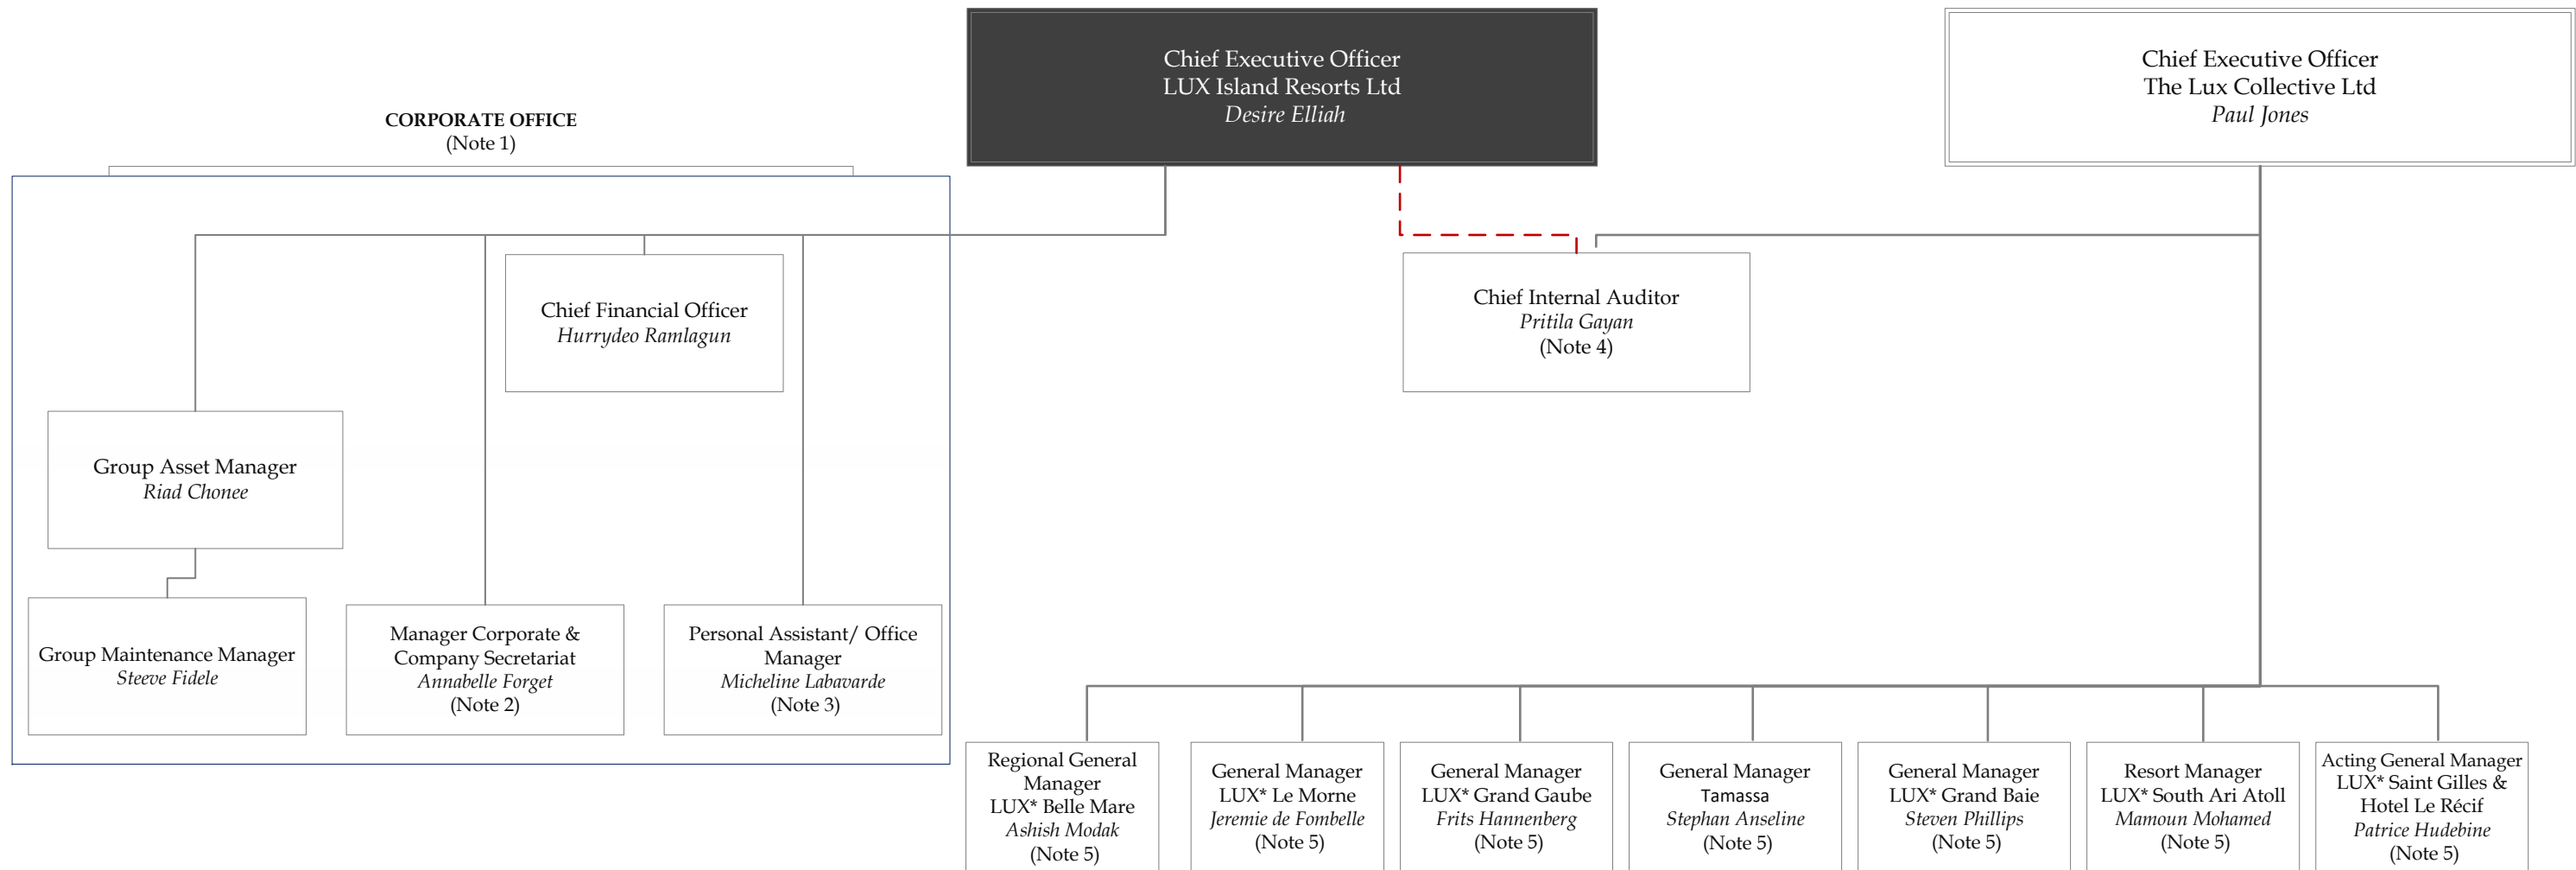 Chief Executive Officer
LUX Island Resorts Ltd
Desire Elliah
Chief Executive Officer
The Lux Collective Ltd
Paul Jones
CORPORATE OFFICE
(Note 1)
Chief Financial Officer
Hurrydeo Ramlagun
Chief Internal Auditor
Pritila Gayan
(Note 4)
Group Asset Manager
Riad Chonee
Group Maintenance Manager
Steeve Fidele
Manager Corporate &
Company Secretariat
Annabelle Forget
(Note 2)
Personal Assistant/ Office
Manager
Micheline Labavarde
(Note 3)
Regional General
Manager
LUX* Belle Mare
Ashish Modak
(Note 5)
General Manager
LUX* Le Morne
Jeremie de Fombelle
(Note 5)
General Manager
LUX* Grand Gaube
Frits Hannenberg
(Note 5)
General Manager
Tamassa
Stephan Anseline
(Note 5)
General Manager
LUX* Grand Baie
Steven Phillips
(Note 5)
Resort Manager
LUX* South Ari Atoll
Mamoun Mohamed
(Note 5)
Acting General Manager
LUX* Saint Gilles &
Hotel Le Récif
Patrice Hudebine
(Note 5)